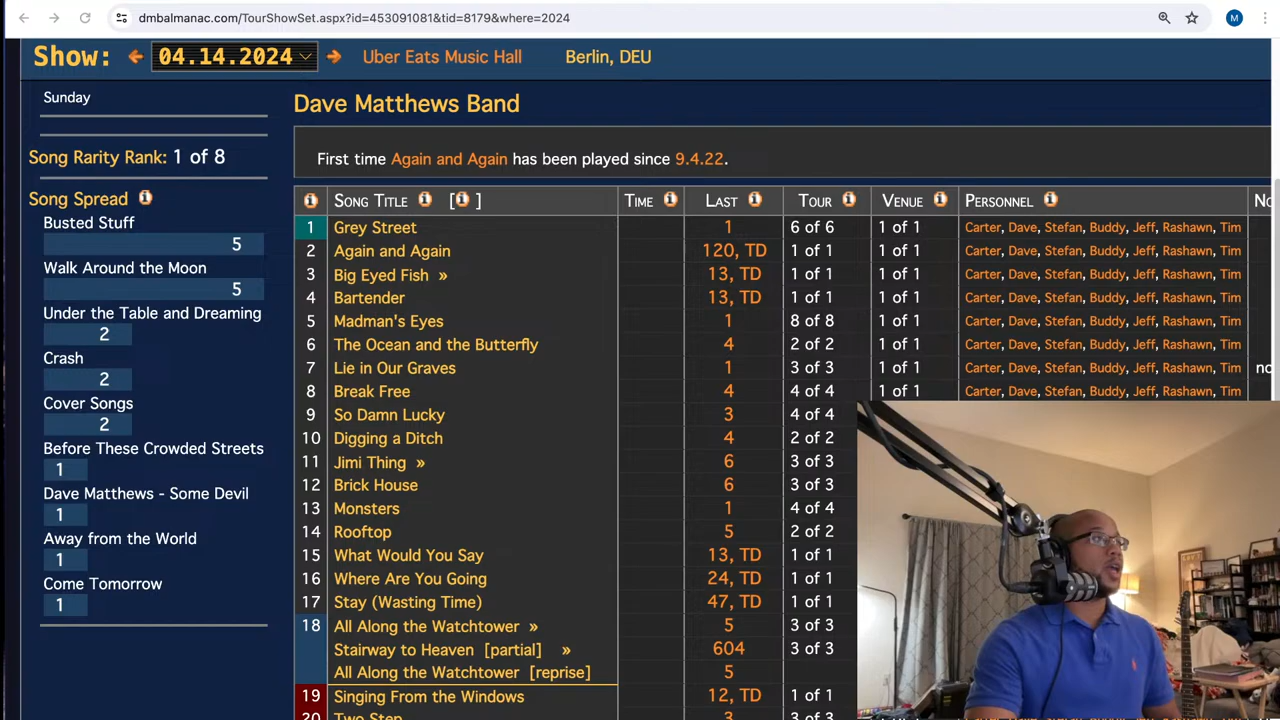 dmbalmanac.com/TourShowSet.aspx?id=453091081&tid=8179&where=2024
M
Show: 04.14.2024 Uber Eats Music Hall Berlin, DEU
Sunday
Song Rarity Rank: 1 of 8
Song Spread
Busted Stuff
5
Walk Around the Moon
5
Under the Table and Dreaming
2
Crash
2
Cover Songs
2
Before These Crowded Streets
1
Dave Matthews - Some Devil
1
Away from the World
1
Come Tomorrow
1
Dave Matthews Band
First time Again and Again has been played since 9.4.22.
Song Title [ ] Time Last Tour Venue Personnel No
1 Grey Street 1 6 of 6 1 of 1 Carter, Dave, Stefan, Buddy, Jeff, Rashawn, Tim
2 Again and Again 120, TD 1 of 1 1 of 1 Carter, Dave, Stefan, Buddy, Jeff, Rashawn, Tim
3 Big Eyed Fish » 13, TD 1 of 1 1 of 1 Carter, Dave, Stefan, Buddy, Jeff, Rashawn, Tim
4 Bartender 13, TD 1 of 1 1 of 1 Carter, Dave, Stefan, Buddy, Jeff, Rashawn, Tim
5 Madman's Eyes 1 8 of 8 1 of 1 Carter, Dave, Stefan, Buddy, Jeff, Rashawn, Tim
6 The Ocean and the Butterfly 4 2 of 2 1 of 1 Carter, Dave, Stefan, Buddy, Jeff, Rashawn, Tim
7 Lie in Our Graves 1 3 of 3 1 of 1 Carter, Dave, Stefan, Buddy, Jeff, Rashawn, Tim no
8 Break Free 4 4 of 4 1 of 1 Carter, Dave, Stefan, Buddy, Jeff, Rashawn, Tim
9 So Damn Lucky 3 4 of 4
10 Digging a Ditch 4 2 of 2
11 Jimi Thing » 6 3 of 3
12 Brick House 6 3 of 3
13 Monsters 1 4 of 4
14 Rooftop 5 2 of 2
15 What Would You Say 13, TD 1 of 1
16 Where Are You Going 24, TD 1 of 1
17 Stay (Wasting Time) 47, TD 1 of 1
18 All Along the Watchtower » 5 3 of 3
Stairway to Heaven [partial] » 604 3 of 3
All Along the Watchtower [reprise] 5
19 Singing From the Windows 12, TD 1 of 1
20 Two Step 3 3 of 3